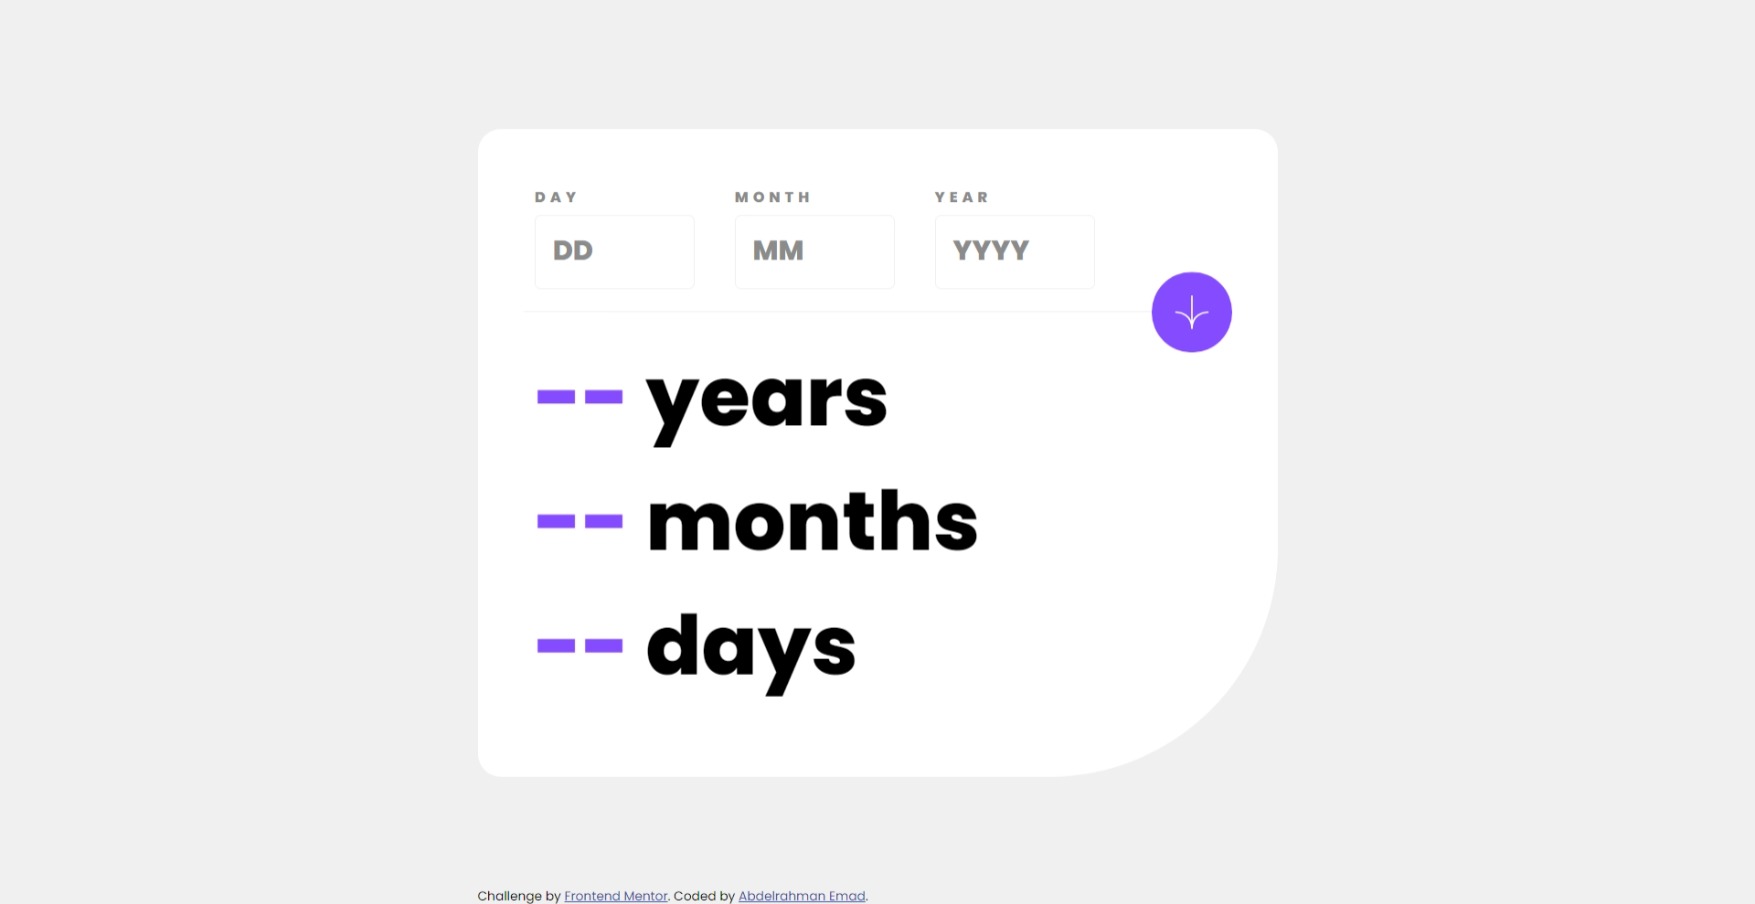 DAY MONTH YEAR
DD MM YYYY
-- years
-- months
-- days
Challenge by Frontend Mentor. Coded by Abdelrahman Emad.